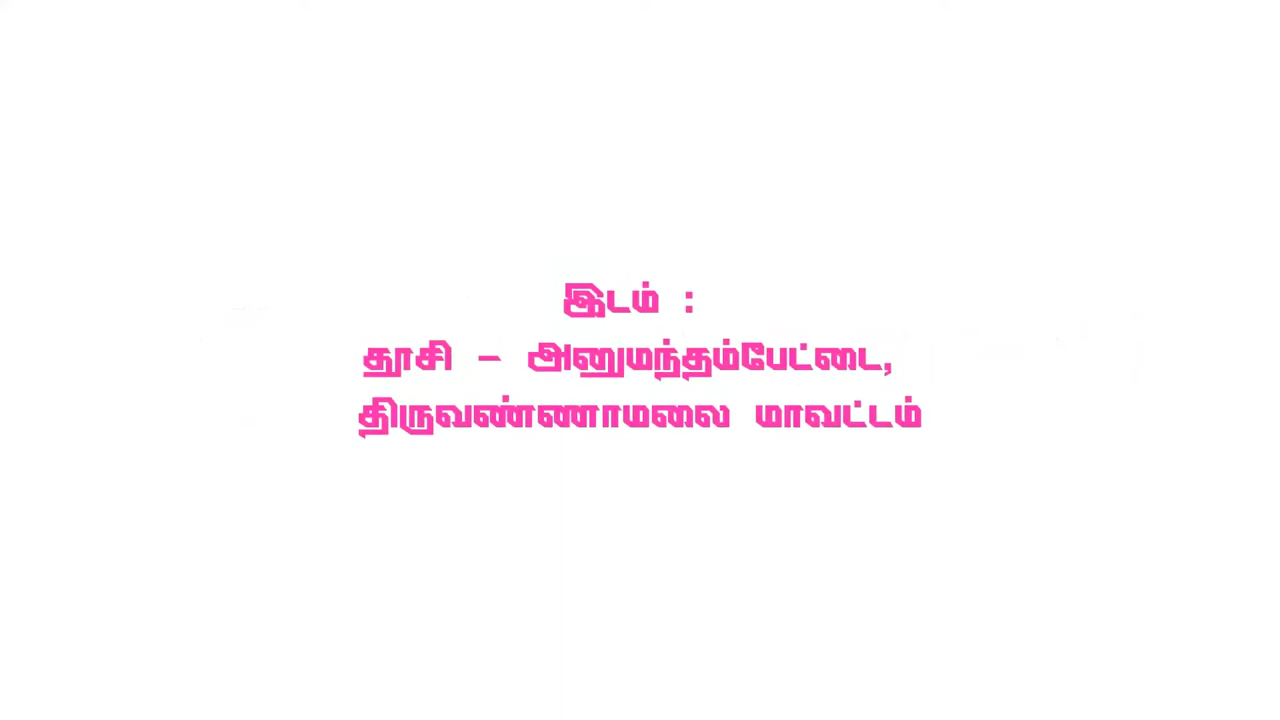 இடம் :
தூசி - அனுமந்தம்பேட்டை,
திருவண்ணாமலை மாவட்டம்